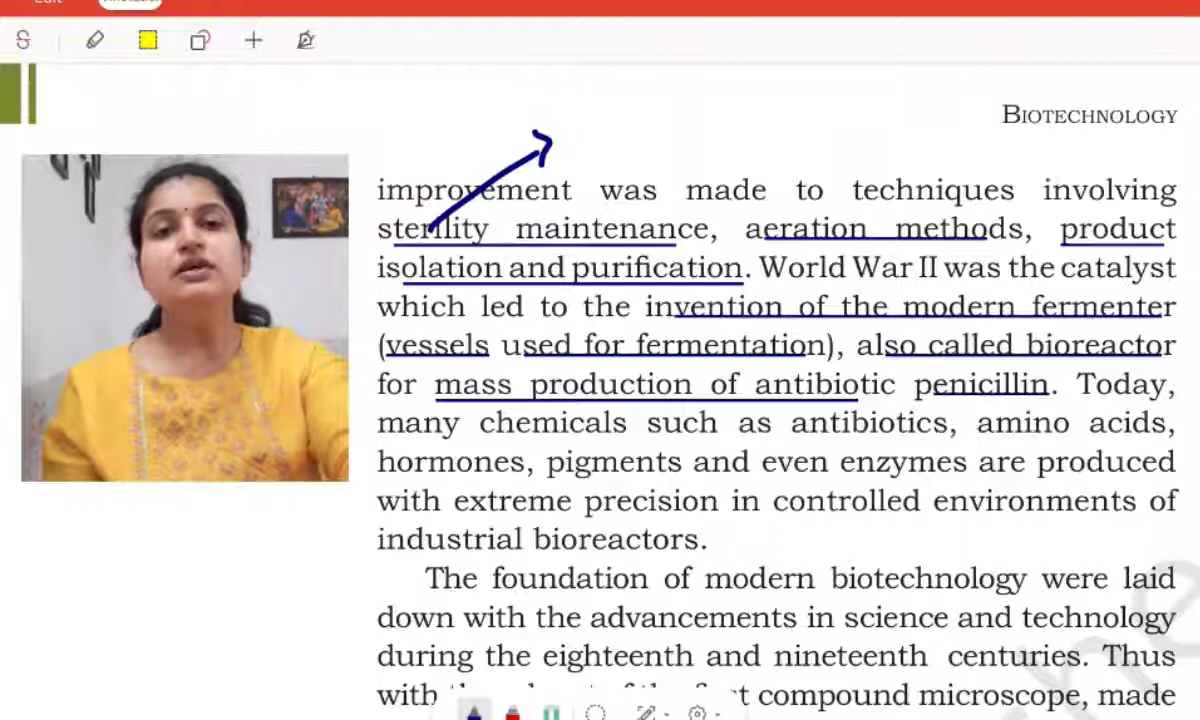 BIOTECHNOLOGY
improvement was made to techniques involving
sterility maintenance, aeration methods, product
isolation and purification. World War II was the catalyst
which led to the invention of the modern fermenter
(vessels used for fermentation), also called bioreactor
for mass production of antibiotic penicillin. Today,
many chemicals such as antibiotics, amino acids,
hormones, pigments and even enzymes are produced
with extreme precision in controlled environments of
industrial bioreactors.
The foundation of modern biotechnology were laid
down with the advancements in science and technology
during the eighteenth and nineteenth centuries. Thus
with compound microscope, made